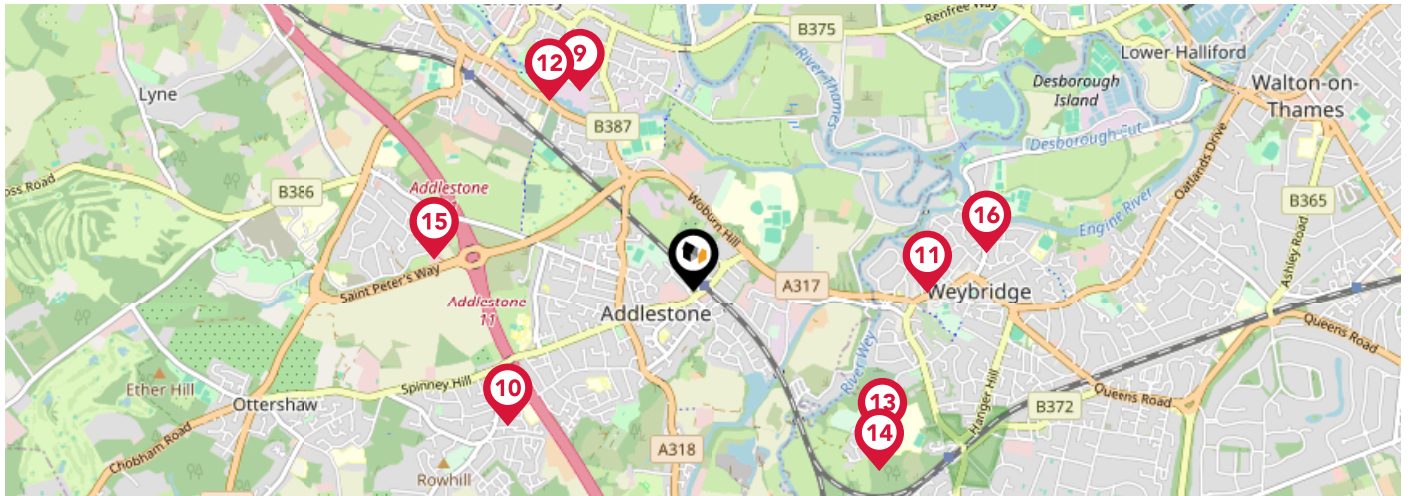 B375
Renfree Way
Lower Halliford
River Thames
Desborough
Island
Walton-on-
Thames
12
9
Lyne
B387
Desborough Cut
Oatlands Drive
oss Road
B386
Addlestone
Woburn Hill
B365
15
16
Engine River
11
Ashley Road
Saint Peter's Way
A317
Weybridge
Addlestone
11
Addlestone
Queens Road
River Wey
Ether Hill
Spinney Hill
10
Ottershaw
13
Hanger Hill
Queens Road
B372
14
Chobham Road
A318
Rowhill